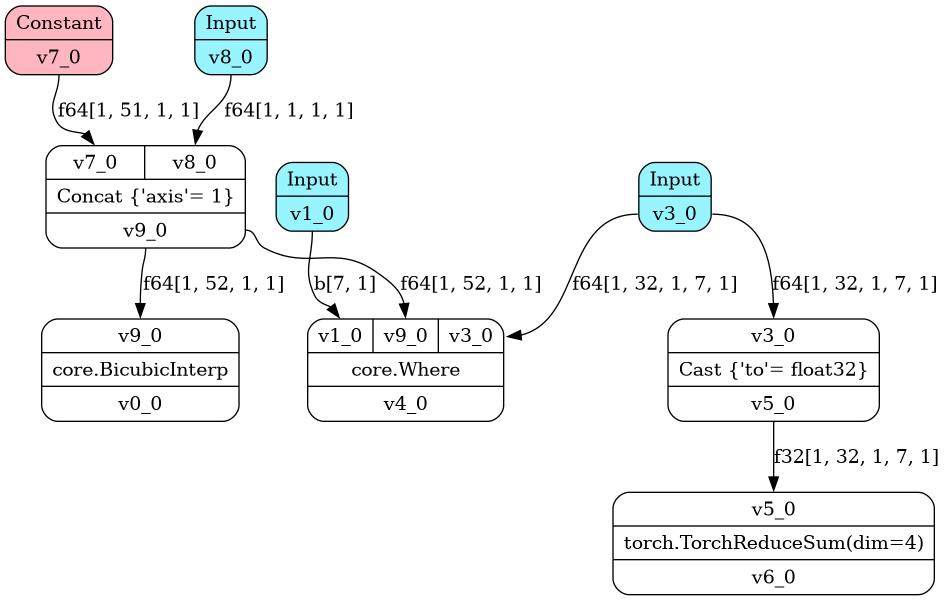 Constant
v7_0
Input
v8_0
f64[1, 51, 1, 1]
f64[1, 1, 1, 1]
v7_0 v8_0
Concat {'axis'= 1}
v9_0
Input
v1_0
Input
v3_0
f64[1, 52, 1, 1]
b[7, 1]
f64[1, 52, 1, 1]
f64[1, 32, 1, 7, 1]
f64[1, 32, 1, 7, 1]
v9_0
core.BicubicInterp
v0_0
v1_0 v9_0 v3_0
core.Where
v4_0
v3_0
Cast {'to'= float32}
v5_0
f32[1, 32, 1, 7, 1]
v5_0
torch.TorchReduceSum(dim=4)
v6_0